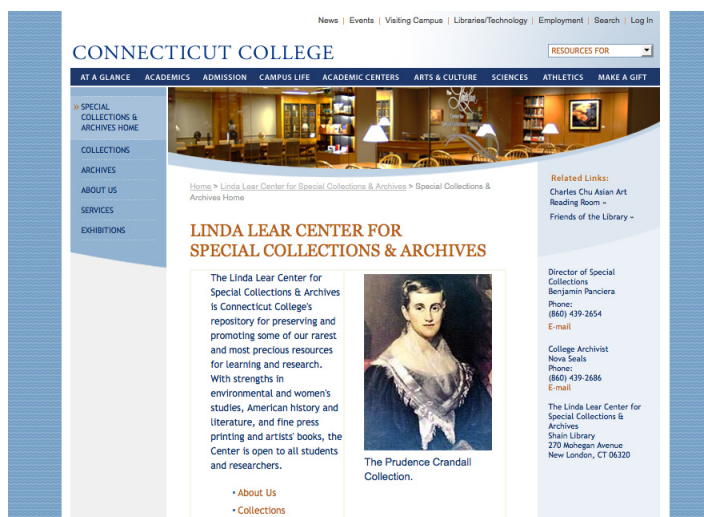 News | Events | Visiting Campus | Libraries/Technology | Employment | Search | Log In
CONNECTICUT COLLEGE
RESOURCES FOR
AT A GLANCE ACADEMICS ADMISSION CAMPUS LIFE ACADEMIC CENTERS ARTS & CULTURE SCIENCES ATHLETICS MAKE A GIFT
» SPECIAL
COLLECTIONS &
ARCHIVES HOME
COLLECTIONS
ARCHIVES
ABOUT US
SERVICES
EXHIBITIONS
Home > Linda Lear Center for Special Collections & Archives > Special Collections &
Archives Home
LINDA LEAR CENTER FOR
SPECIAL COLLECTIONS & ARCHIVES
The Linda Lear Center for
Special Collections & Archives
is Connecticut College's
repository for preserving and
promoting some of our rarest
and most precious resources
for learning and research.
With strengths in
environmental and women's
studies, American history and
literature, and fine press
printing and artists' books, the
Center is open to all students
and researchers.
• About Us
• Collections
The Prudence Crandall
Collection.
Related Links:
Charles Chu Asian Art
Reading Room »
Friends of the Library »
Director of Special
Collections
Benjamin Panciera
Phone:
(860) 439-2654
E-mail
College Archivist
Nova Seals
Phone:
(860) 439-2686
E-mail
The Linda Lear Center for
Special Collections &
Archives
Shain Library
270 Mohegan Avenue
New London, CT 06320